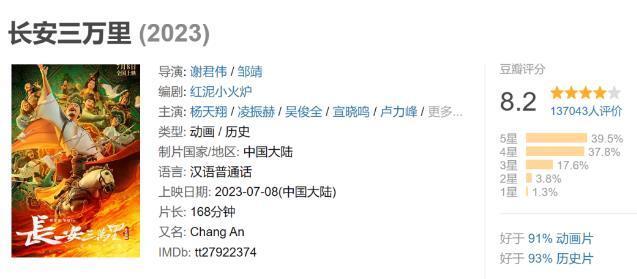 长安三万里 (2023)
7月8日
全国上映
长安三万里
导演: 谢君伟 / 邹靖
编剧: 红泥小火炉
主演: 杨天翔 / 凌振赫 / 吴俊全 / 宣晓鸣 / 卢力峰 / 更多...
类型: 动画 / 历史
制片国家/地区: 中国大陆
语言: 汉语普通话
上映日期: 2023-07-08(中国大陆)
片长: 168分钟
又名: Chang An
IMDb: tt27922374
豆瓣评分
8.2
137043人评价
5星 39.5%
4星 37.8%
3星 17.6%
2星 3.8%
1星 1.3%
好于 91% 动画片
好于 93% 历史片